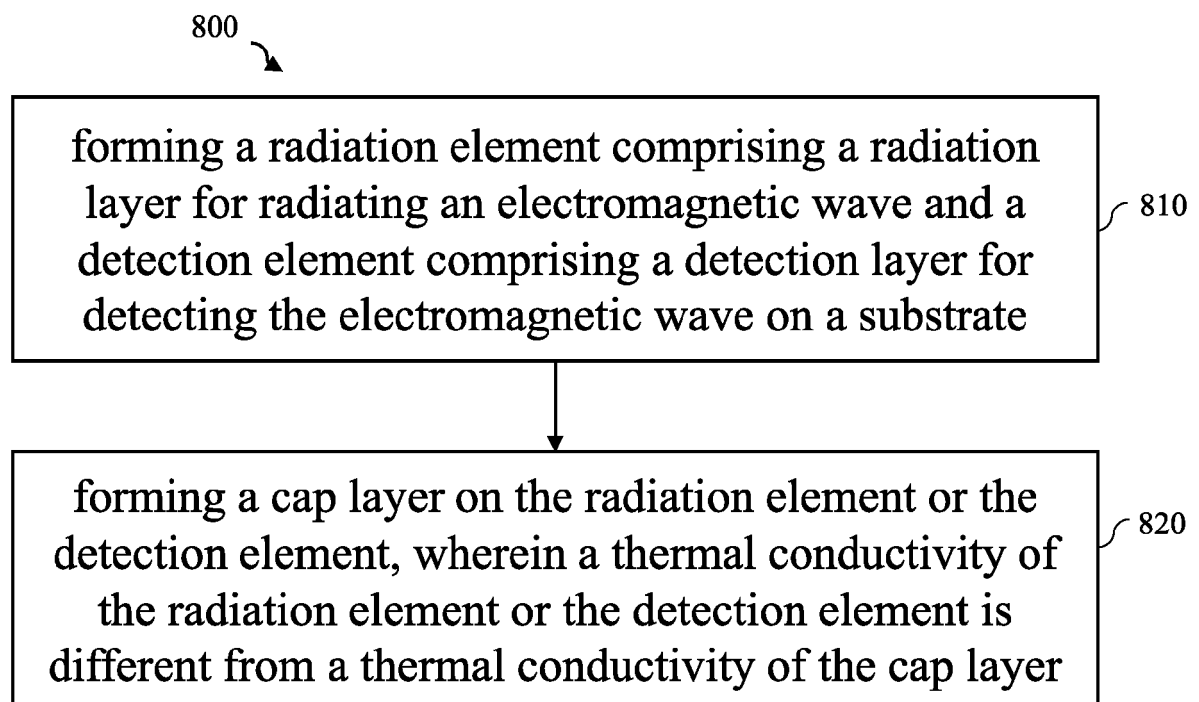 800
forming a radiation element comprising a radiation
layer for radiating an electromagnetic wave and a
detection element comprising a detection layer for
detecting the electromagnetic wave on a substrate
810
forming a cap layer on the radiation element or the
detection element, wherein a thermal conductivity of
the radiation element or the detection element is
different from a thermal conductivity of the cap layer
820